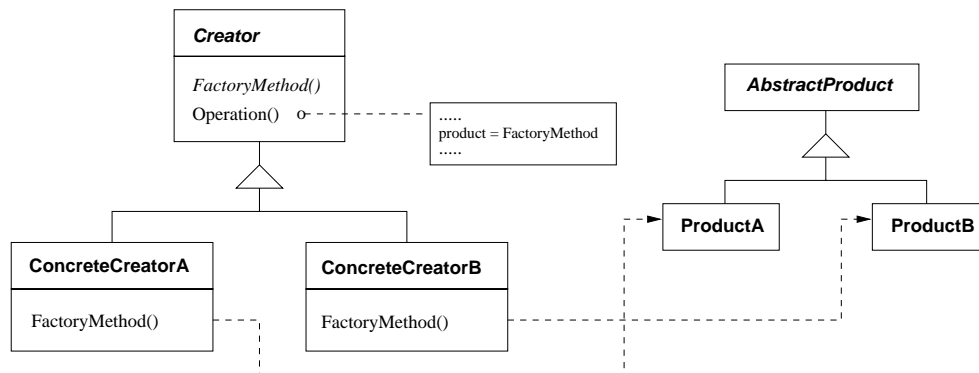 Creator
FactoryMethod()
Operation() o
.....
product = FactoryMethod
.....
AbstractProduct
ProductA
ProductB
ConcreteCreatorA
FactoryMethod()
ConcreteCreatorB
FactoryMethod()